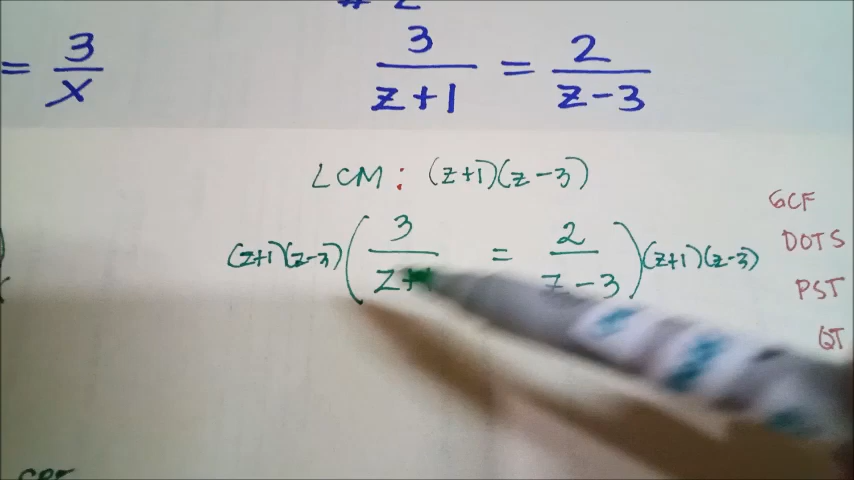 # 2
= 3/x
3/(z+1) = 2/(z-3)
LCM: (z+1)(z-3)
(z+1)(z-3)(3/(z+1) = 2/(z-3))(z+1)(z-3)
GCF
DOTS
PST
QT